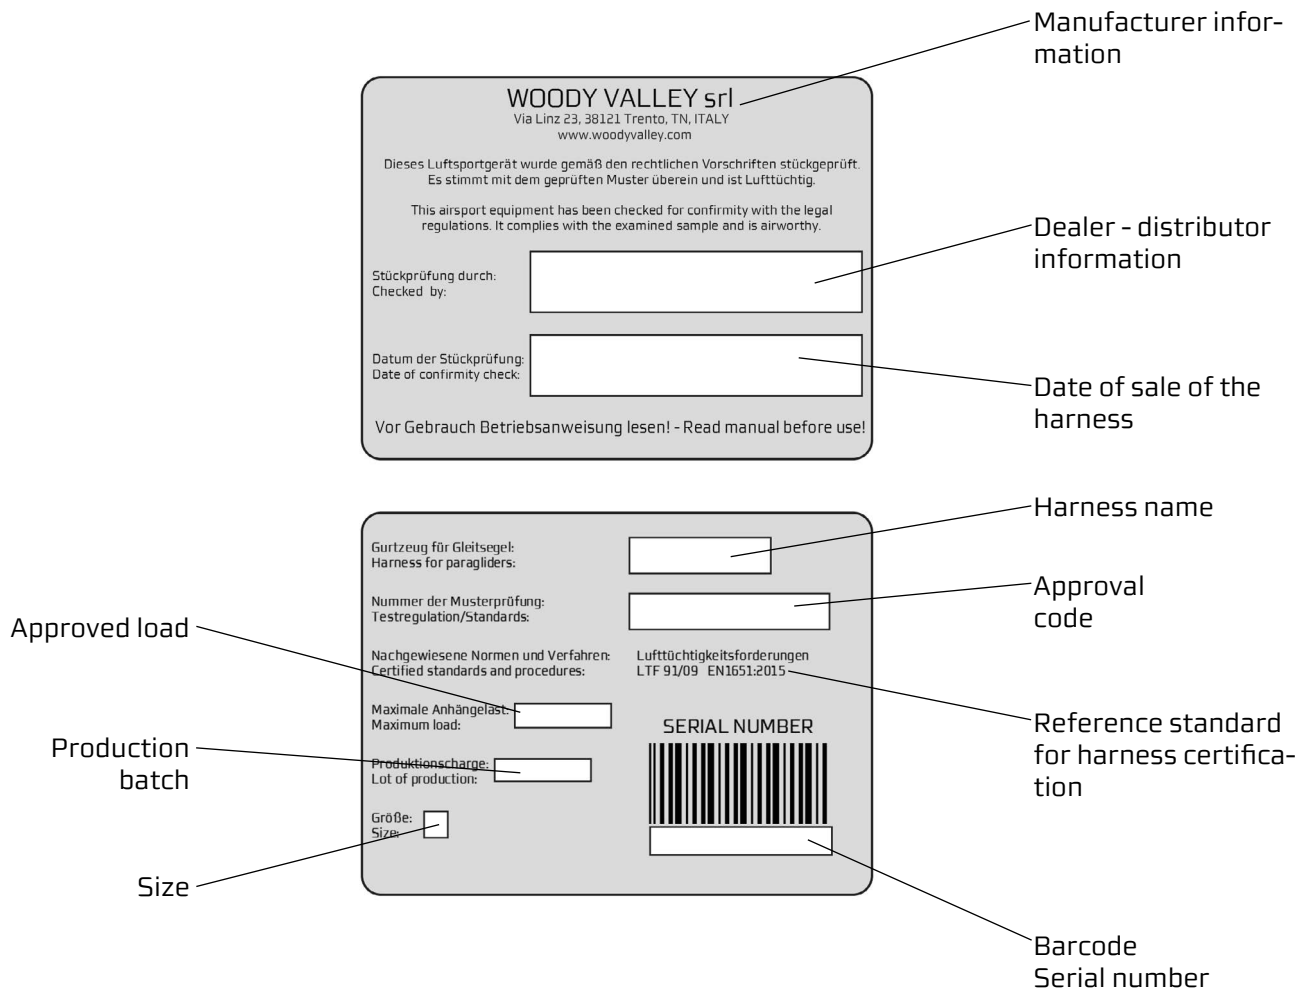 Manufacturer infor-
mation
WOODY VALLEY srl
Via Linz 23, 38121 Trento, TN, ITALY
www.woodyvalley.com
Dieses Luftsportgerät wurde gemäß den rechtlichen Vorschriften stückgeprüft.
Es stimmt mit dem geprüften Muster überein und ist Lufttüchtig.
This airsport equipment has been checked for confirmity with the legal
regulations. It complies with the examined sample and is airworthy.
Dealer - distributor
information
Stückprüfung durch:
Checked by:
Datum der Stückprüfung:
Date of confirmity check:
Date of sale of the
harness
Vor Gebrauch Betriebsanweisung lesen! - Read manual before use!
Harness name
Gurtzeug für Gleitsegel:
Harness for paragliders:
Approval
code
Nummer der Musterprüfung:
Testregulation/Standards:
Approved load
Nachgewiesene Normen und Verfahren: Lufttüchtigkeitsforderungen
Certified standards and procedures: LTF 91/09 EN1651:2015
Maximale Anhängelast:
Maximum load:
SERIAL NUMBER
Reference standard
for harness certifica-
tion
Production
batch
Produktionscharge:
Lot of production:
Größe:
Size:
Size
Barcode
Serial number